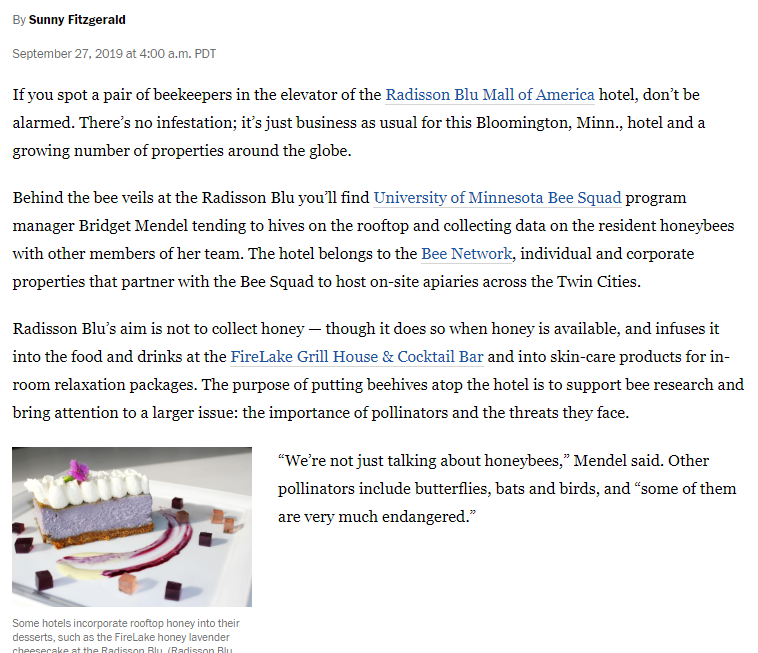 By Sunny Fitzgerald
September 27, 2019 at 4:00 a.m. PDT
If you spot a pair of beekeepers in the elevator of the Radisson Blu Mall of America hotel, don’t be
alarmed. There’s no infestation; it’s just business as usual for this Bloomington, Minn., hotel and a
growing number of properties around the globe.
Behind the bee veils at the Radisson Blu you’ll find University of Minnesota Bee Squad program
manager Bridget Mendel tending to hives on the rooftop and collecting data on the resident honeybees
with other members of her team. The hotel belongs to the Bee Network, individual and corporate
properties that partner with the Bee Squad to host on-site apiaries across the Twin Cities.
Radisson Blu’s aim is not to collect honey — though it does so when honey is available, and infuses it
into the food and drinks at the FireLake Grill House & Cocktail Bar and into skin-care products for in-
room relaxation packages. The purpose of putting beehives atop the hotel is to support bee research and
bring attention to a larger issue: the importance of pollinators and the threats they face.
“We’re not just talking about honeybees,” Mendel said. Other
pollinators include butterflies, bats and birds, and “some of them
are very much endangered.”
Some hotels incorporate rooftop honey into their
desserts, such as the FireLake honey lavender
cheesecake at the Radisson Blu. (Radisson Blu